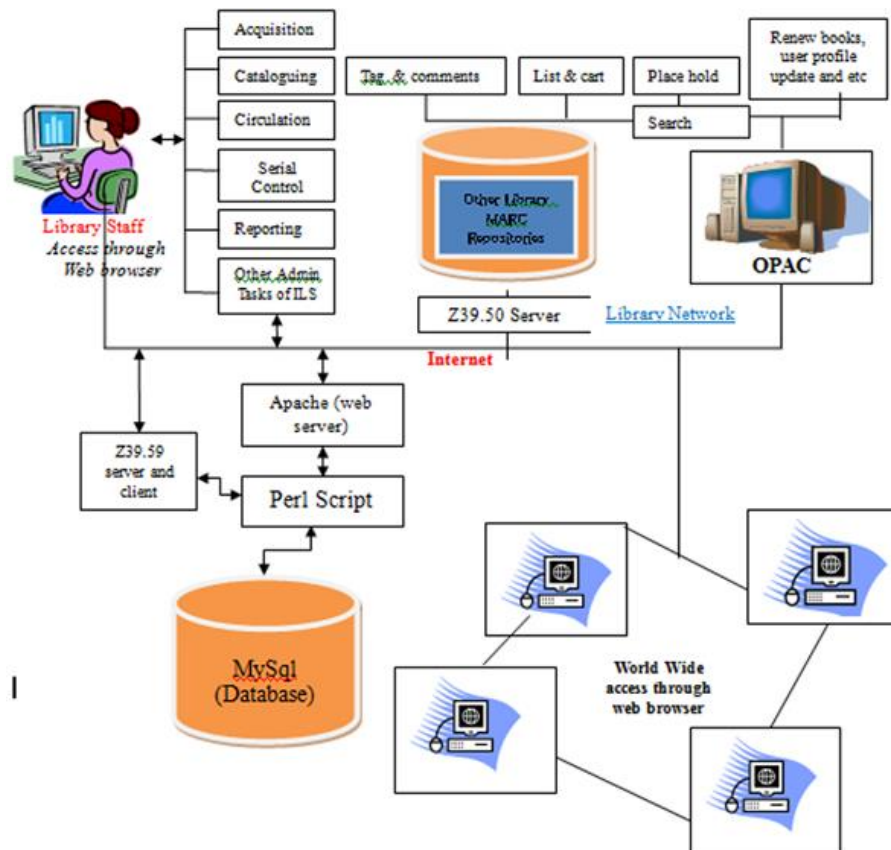 Acquisition
Cataloguing
Circulation
Serial
Control
Reporting
Other Admin
Tasks of ILS
Library Staff
Access through
Web browser
Tag, & comments
List & cart
Place hold
Renew books,
user profile
update and etc
Search
Other Library
MARC
Repositories
OPAC
Z39.50 Server
Library Network
Internet
Apache (web
server)
Z39.59
server and
client
Perl Script
MySql
(Database)
World Wide
access through
web browser